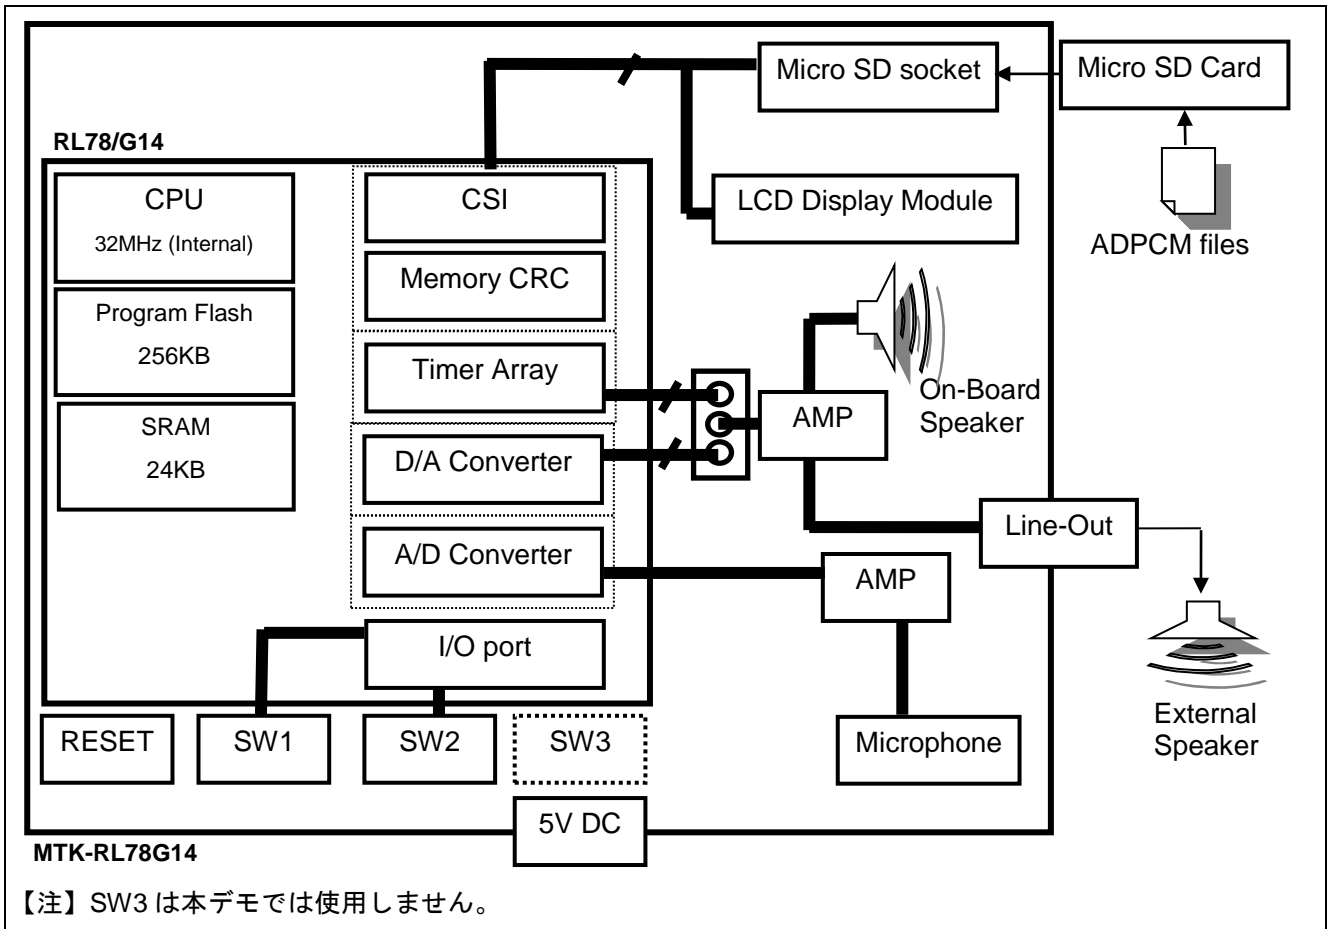 Micro SD socket
Micro SD Card
RL78/G14
CPU
32MHz (Internal)
CSI
LCD Display Module
ADPCM files
Memory CRC
Program Flash
256KB
Timer Array
On-Board
Speaker
AMP
SRAM
24KB
D/A Converter
Line-Out
A/D Converter
AMP
I/O port
External
Speaker
RESET
SW1
SW2
SW3
Microphone
5V DC
MTK-RL78G14
【注】SW3 は本デモでは使用しません。